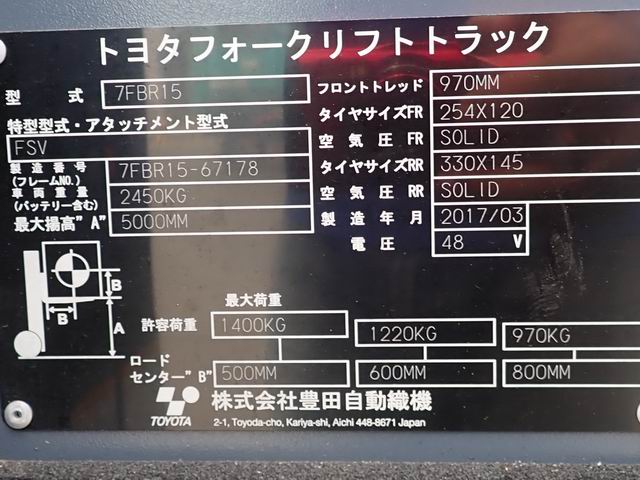 トヨタフォークリフトトラック
型 式 7FBR15
フロントトレッド 970MM
タイヤサイズFR 254X120
特型型式・アタッチメント型式
FSV
空気圧FR SOLID
製造番号
(フレームNO.) 7FBR15-67178
タイヤサイズRR 330X145
車両重量
(バッテリー含む) 2450KG
空気圧RR SOLID
最大揚高"A" 5000MM
製造年月 2017/03
電圧 48 V
B
B
A
最大荷重
許容荷重 1400KG 1220KG 970KG
ロード
センター"B" 500MM 600MM 800MM
TOYOTA 株式会社豊田自動織機
2-1, Toyoda-cho, Kariya-shi, Aichi 448-8671 Japan